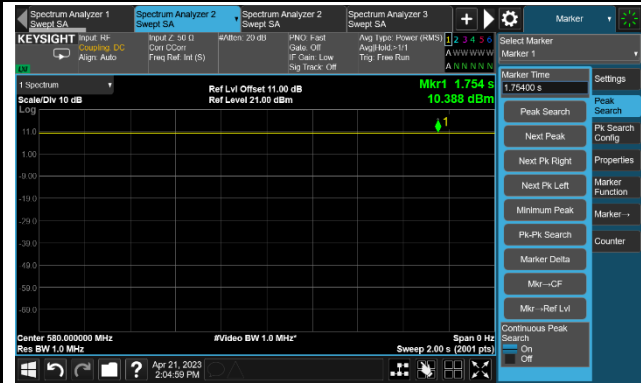 Spectrum Analyzer 1
Swept SA
Spectrum Analyzer 2
Swept SA
Spectrum Analyzer 2
Swept SA
Spectrum Analyzer 3
Swept SA
Marker
KEYSIGHT
Input: RF
Coupling: DC
Align: Auto
Input Z: 50 Ω
Corr CCorr
Freq Ref: Int (S)
#Atten: 20 dB
PNO: Fast
Gate: Off
IF Gain: Low
Sig Track: Off
Avg Type: Power (RMS)
Avg|Hold:>1/1
Trig: Free Run
1 2 3 4 5 6
A W W W W W
A N N N N N
Select Marker
Marker 1
1 Spectrum
Scale/Div 10 dB
Log
Ref Lvl Offset 11.00 dB
Ref Level 21.00 dBm
Mkr1 1.754 s
10.388 dBm
1
11.0
1.00
-9.00
-19.0
-29.0
-39.0
-49.0
-59.0
-69.0
Center 580.000000 MHz
Res BW 1.0 MHz
#Video BW 1.0 MHz*
Span 0 Hz
Sweep 2.00 s (2001 pts)
Marker Time
1.75400 s
Peak Search
Next Peak
Next Pk Right
Next Pk Left
Minimum Peak
Pk-Pk Search
Marker Delta
Mkr→CF
Mkr→Ref Lvl
Continuous Peak
Search
On
Off
Settings
Peak
Search
Pk Search
Config
Properties
Marker
Function
Marker→
Counter
Apr 21, 2023
2:04:59 PM